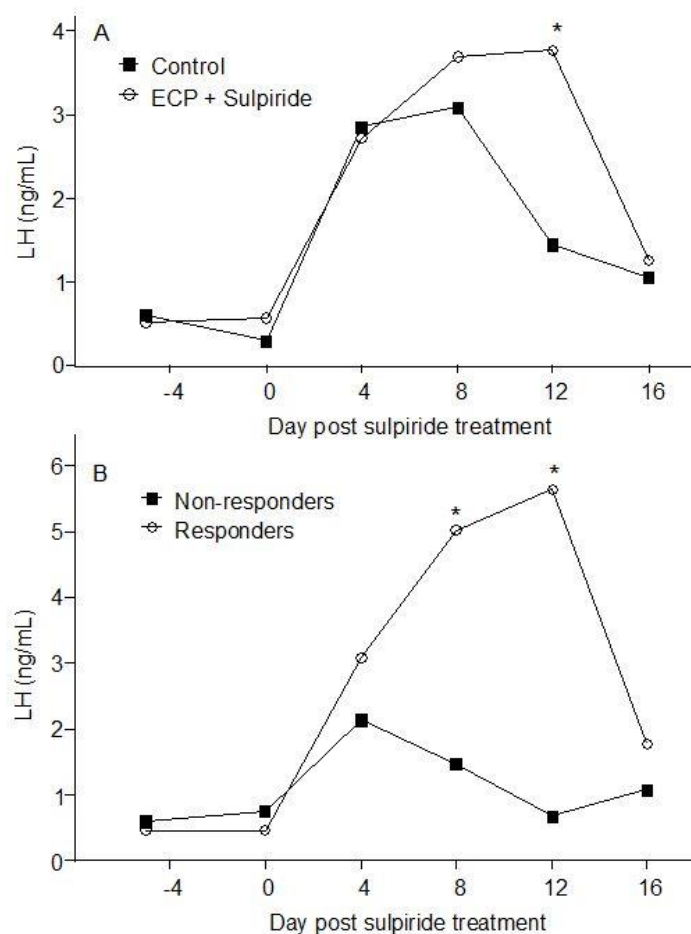 A
Control
ECP + Sulpiride
*
4
3
2
1
0
LH (ng/mL)
-4 0 4 8 12 16
Day post sulpiride treatment
B
Non-responders
Responders
*
*
6
5
4
3
2
1
0
LH (ng/mL)
-4 0 4 8 12 16
Day post sulpiride treatment